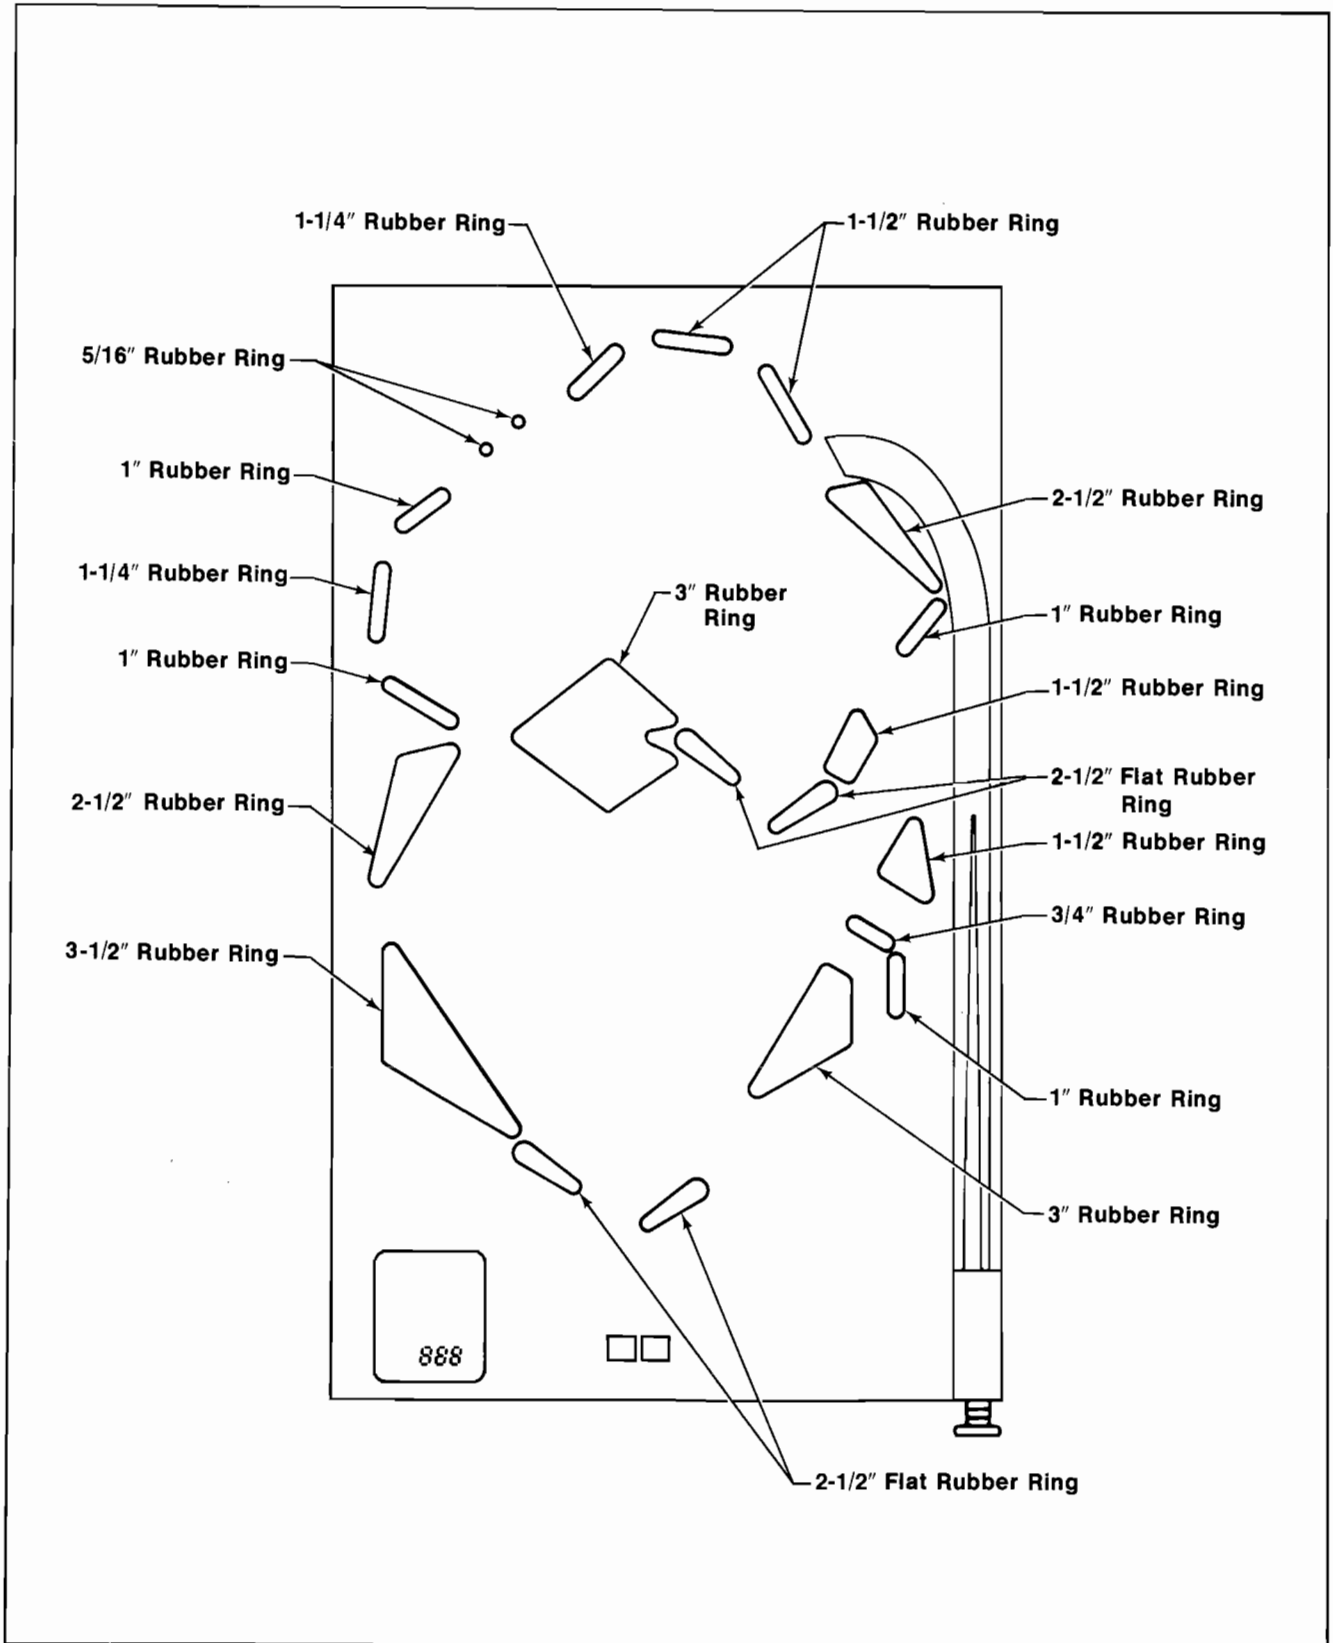 1-1/4″ Rubber Ring
1-1/2″ Rubber Ring
5/16″ Rubber Ring
1″ Rubber Ring
2-1/2″ Rubber Ring
1-1/4″ Rubber Ring
3″ Rubber
Ring
1″ Rubber Ring
1″ Rubber Ring
1-1/2″ Rubber Ring
2-1/2″ Flat Rubber
Ring
2-1/2″ Rubber Ring
1-1/2″ Rubber Ring
3/4″ Rubber Ring
3-1/2″ Rubber Ring
1″ Rubber Ring
3″ Rubber Ring
888
2-1/2″ Flat Rubber Ring